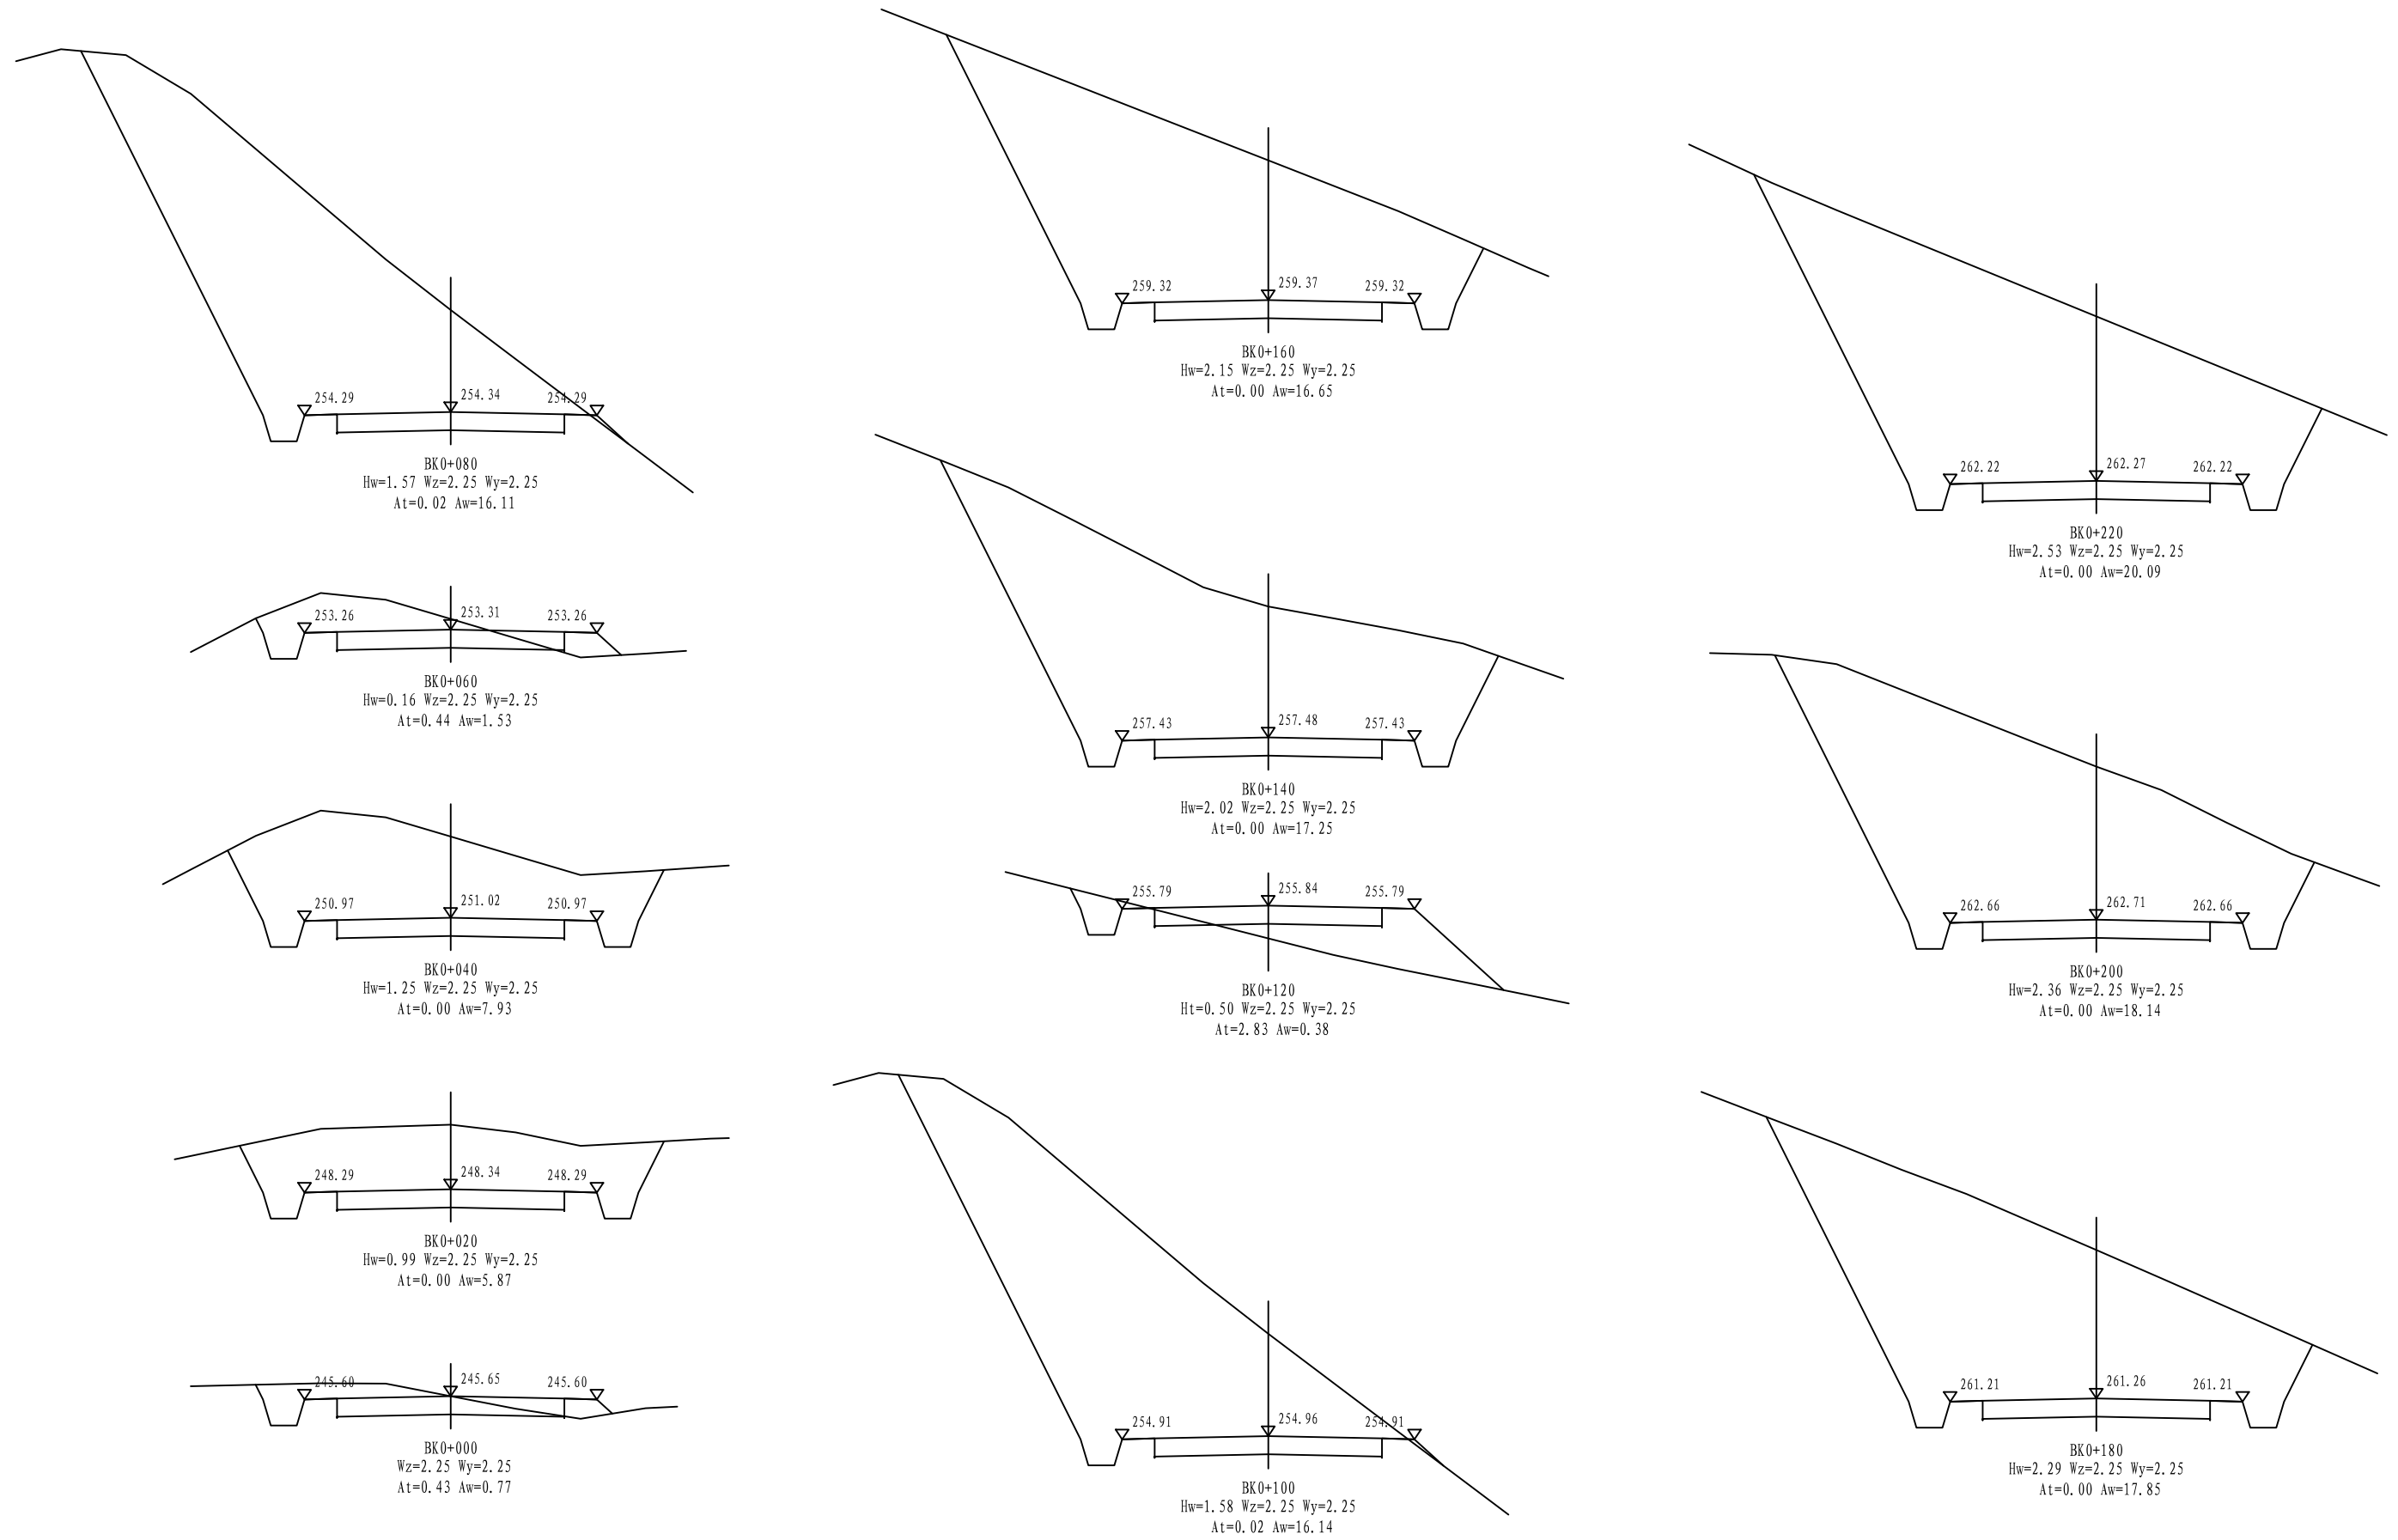 254.29 254.34 254.29
BK0+080
Hw=1.57 Wz=2.25 Wy=2.25
At=0.02 Aw=16.11
253.26 253.31 253.26
BK0+060
Hw=0.16 Wz=2.25 Wy=2.25
At=0.44 Aw=1.53
250.97 251.02 250.97
BK0+040
Hw=1.25 Wz=2.25 Wy=2.25
At=0.00 Aw=7.93
248.29 248.34 248.29
BK0+020
Hw=0.99 Wz=2.25 Wy=2.25
At=0.00 Aw=5.87
245.60 245.65 245.60
BK0+000
Wz=2.25 Wy=2.25
At=0.43 Aw=0.77
259.32 259.37 259.32
BK0+160
Hw=2.15 Wz=2.25 Wy=2.25
At=0.00 Aw=16.65
257.43 257.48 257.43
BK0+140
Hw=2.02 Wz=2.25 Wy=2.25
At=0.00 Aw=17.25
255.79 255.84 255.79
BK0+120
Ht=0.50 Wz=2.25 Wy=2.25
At=2.83 Aw=0.38
254.91 254.96 254.91
BK0+100
Hw=1.58 Wz=2.25 Wy=2.25
At=0.02 Aw=16.14
262.22 262.27 262.22
BK0+220
Hw=2.53 Wz=2.25 Wy=2.25
At=0.00 Aw=20.09
262.66 262.71 262.66
BK0+200
Hw=2.36 Wz=2.25 Wy=2.25
At=0.00 Aw=18.14
261.21 261.26 261.21
BK0+180
Hw=2.29 Wz=2.25 Wy=2.25
At=0.00 Aw=17.85